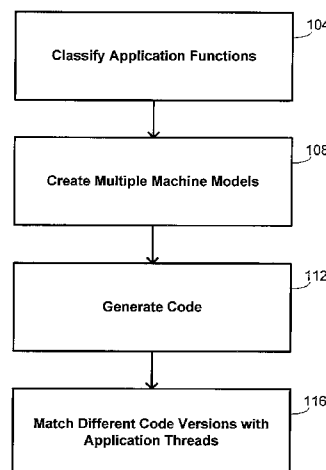 104
Classify Application Functions
108
Create Multiple Machine Models
112
Generate Code
116
Match Different Code Versions with
Application Threads